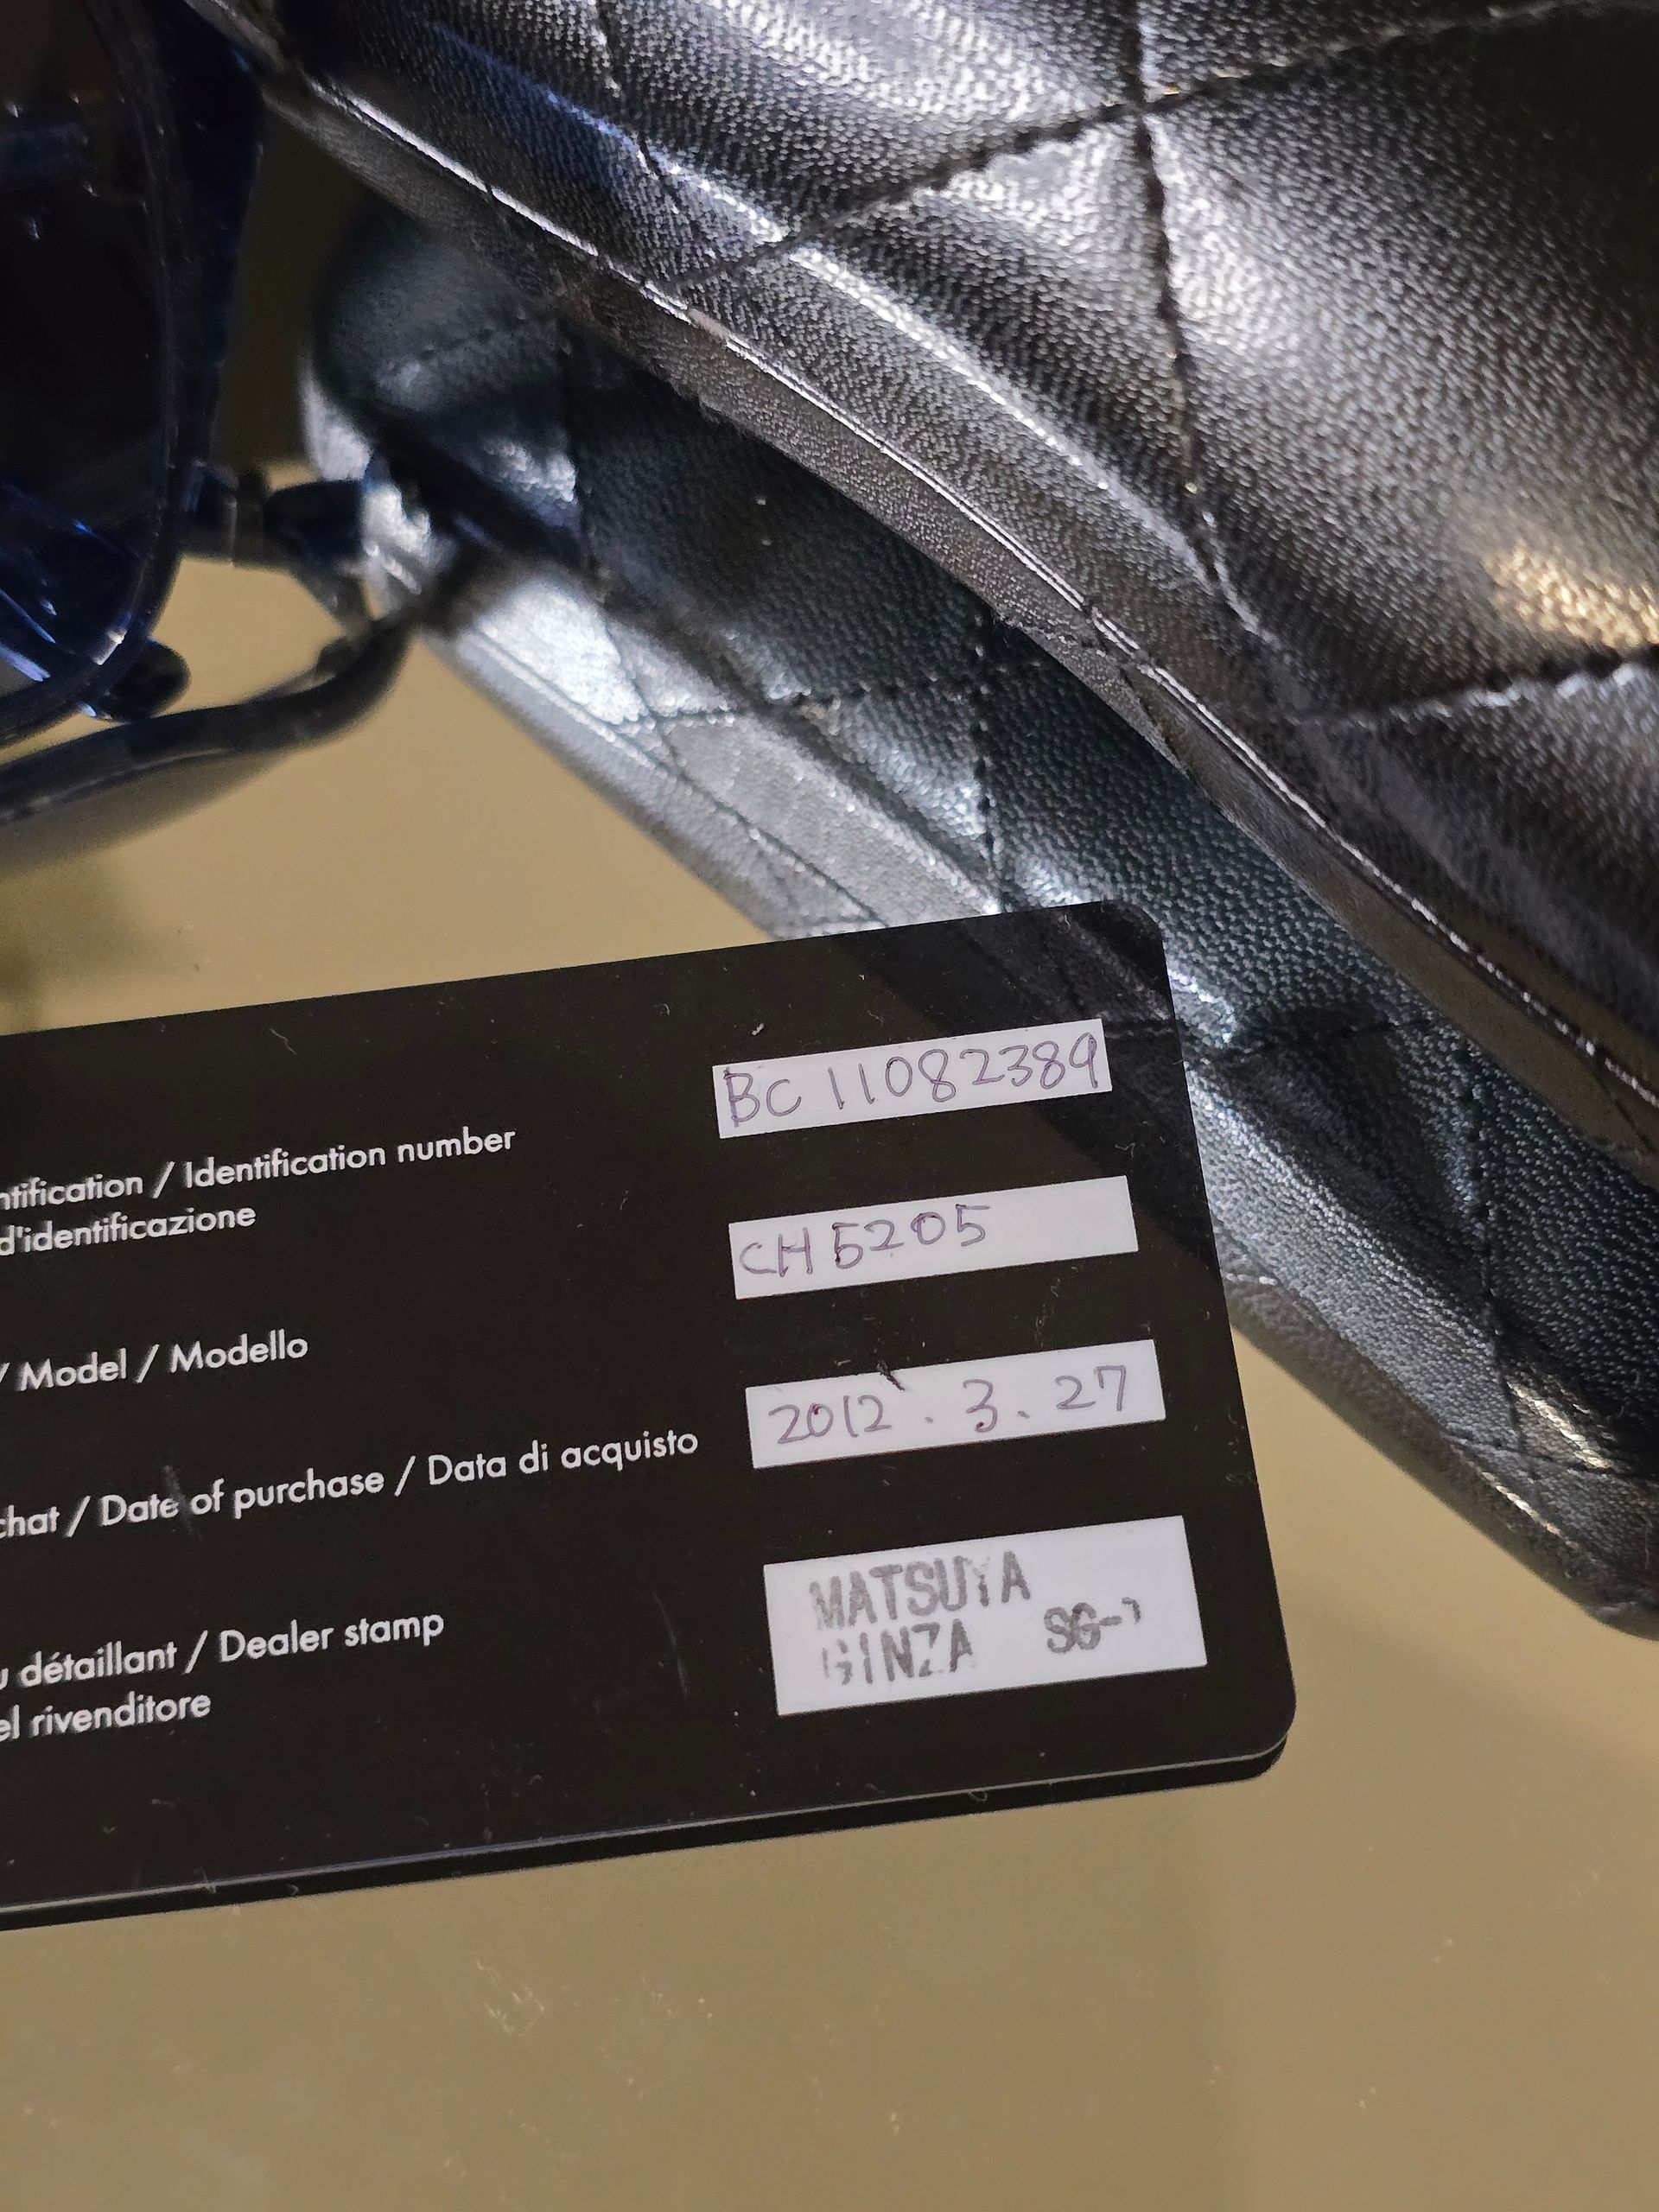 BC 11082389
ntification / Identification number
d'identificazione
CH5205
/ Model / Modello
2012. 3. 27
chat / Date of purchase / Data di acquisto
MATSUYA
GINZA
u détaillant / Dealer stamp
el rivenditore